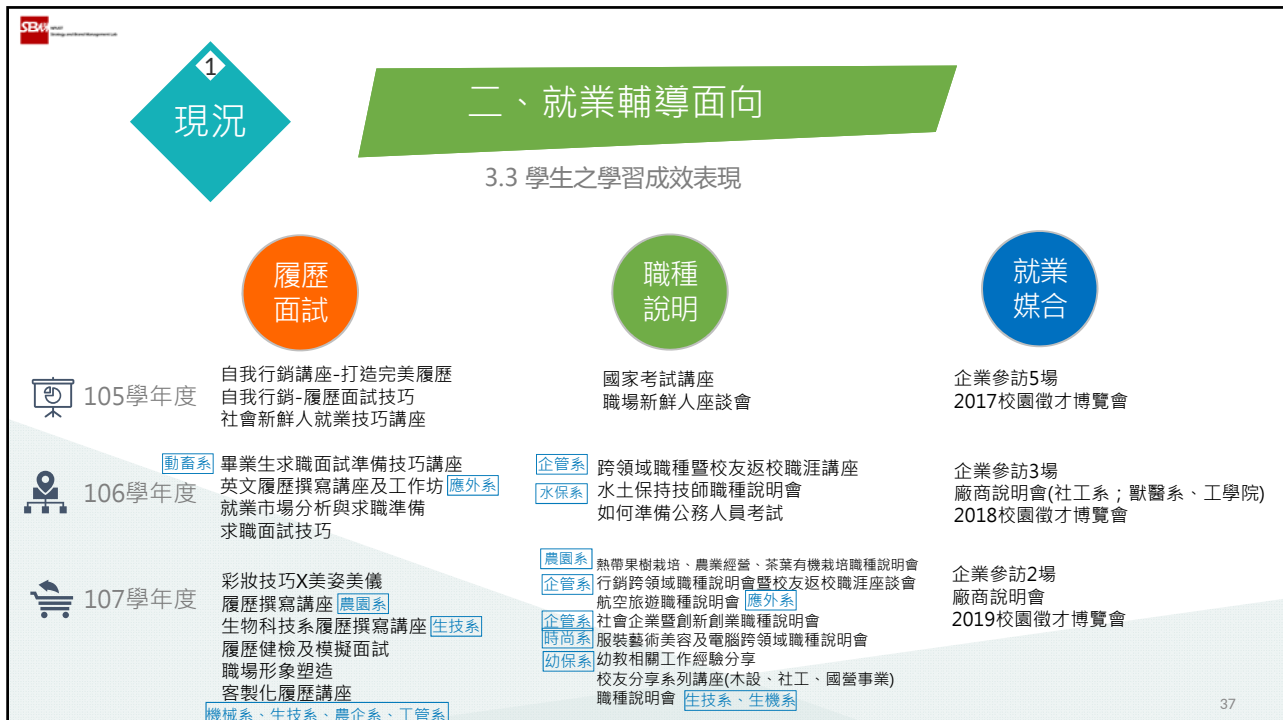 SBM
Strategy and Brand Management Lab
1
現況
二、就業輔導面向
3.3 學生之學習成效表現
履歷
面試
職種
說明
就業
媒合
105學年度
自我行銷講座-打造完美履歷
自我行銷-履歷面試技巧
社會新鮮人就業技巧講座
國家考試講座
職場新鮮人座談會
企業參訪5場
2017校園徵才博覽會
106學年度
動畜系 畢業生求職面試準備技巧講座
英文履歷撰寫講座及工作坊 應外系
就業市場分析與求職準備
求職面試技巧
企管系 跨領域職種暨校友返校職涯講座
水保系 水土保持技師職種說明會
如何準備公務人員考試
企業參訪3場
廠商說明會(社工系；獸醫系、工學院)
2018校園徵才博覽會
107學年度
彩妝技巧X美姿美儀
履歷撰寫講座 農園系
生物科技系履歷撰寫講座 生技系
履歷健檢及模擬面試
職場形象塑造
客製化履歷講座
機械系、生技系、農企系、工管系
農園系 熱帶果樹栽培、農業經營、茶葉有機栽培職種說明會
企管系 行銷跨領域職種說明會暨校友返校職涯座談會
航空旅遊職種說明會 應外系
企管系 社會企業暨創新創業職種說明會
時尚系 服裝藝術美容及電腦跨領域職種說明會
幼保系 幼教相關工作經驗分享
校友分享系列講座(木設、社工、國營事業)
職種說明會 生技系、生機系
企業參訪2場
廠商說明會
2019校園徵才博覽會
37